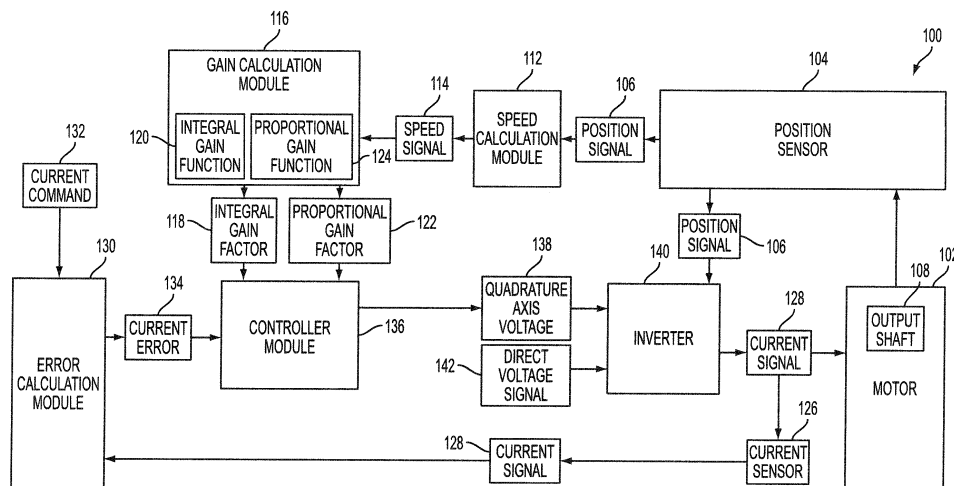 116
GAIN CALCULATION
MODULE
120
INTEGRAL
GAIN
FUNCTION
PROPORTIONAL
GAIN
FUNCTION
124
114
SPEED
SIGNAL
112
SPEED
CALCULATION
MODULE
106
POSITION
SIGNAL
104
POSITION
SENSOR
100
132
CURRENT
COMMAND
118
INTEGRAL
GAIN
FACTOR
PROPORTIONAL
GAIN
FACTOR
122
POSITION
SIGNAL
106
130
ERROR
CALCULATION
MODULE
134
CURRENT
ERROR
CONTROLLER
MODULE
136
138
QUADRATURE
AXIS
VOLTAGE
142
DIRECT
VOLTAGE
SIGNAL
140
INVERTER
128
CURRENT
SIGNAL
102
108
OUTPUT
SHAFT
MOTOR
128
CURRENT
SIGNAL
126
CURRENT
SENSOR